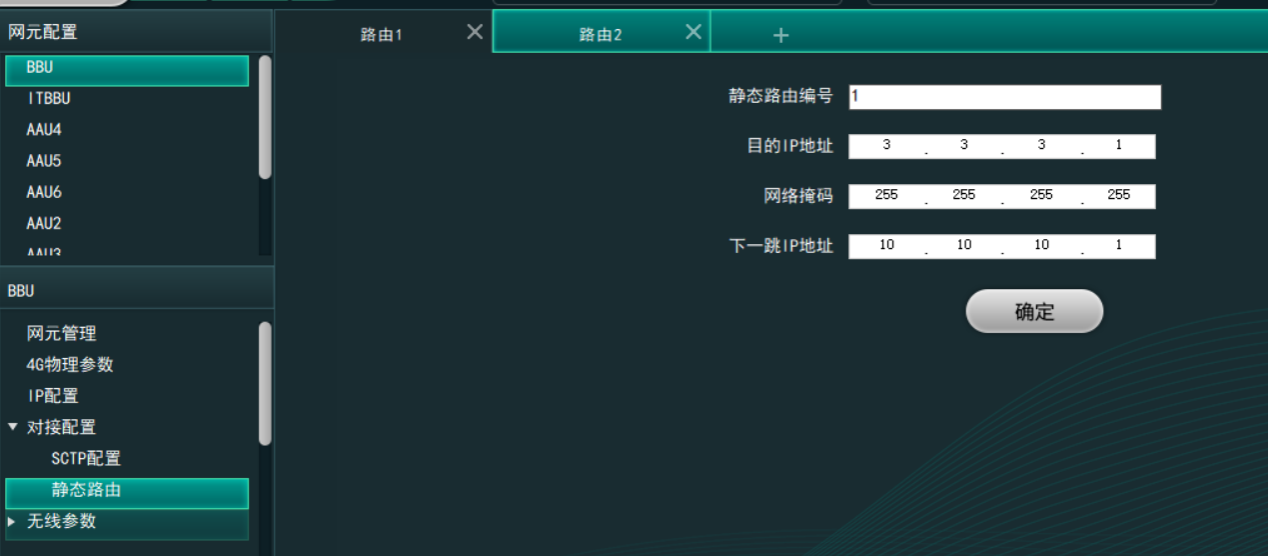 网元配置
BBU
ITBBU
AAU4
AAU5
AAU6
AAU2
AAU3
BBU
网元管理
4G物理参数
IP配置
对接配置
SCTP配置
静态路由
无线参数
路由1
路由2
静态路由编号 1
目的IP地址 3 . 3 . 3 . 1
网络掩码 255 . 255 . 255 . 255
下一跳IP地址 10 . 10 . 10 . 1
确定